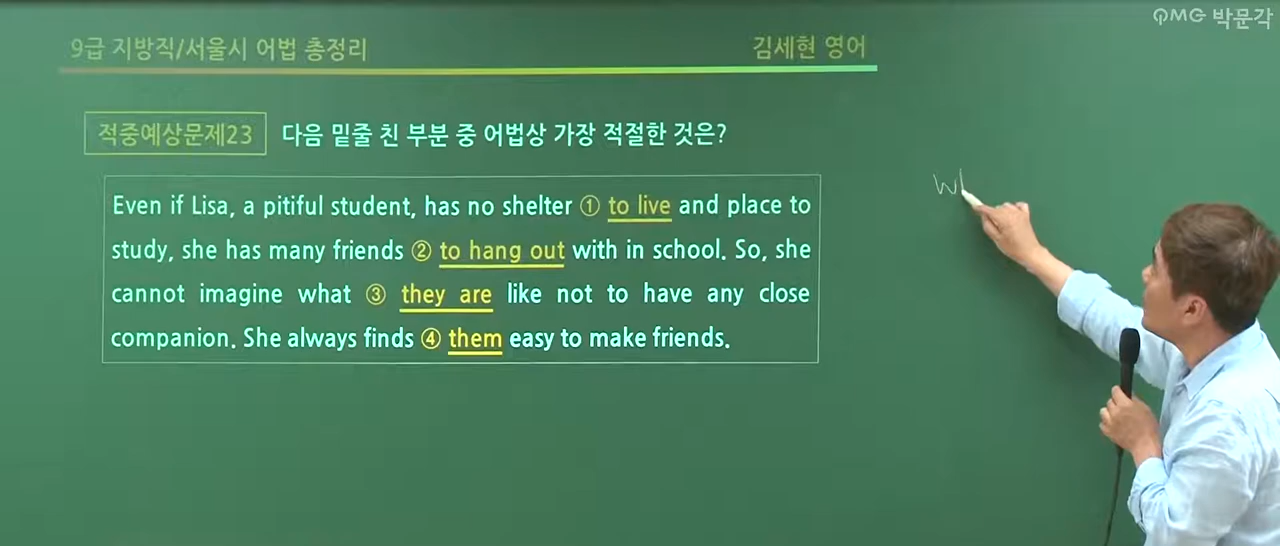 QMG 박문각
9급 지방직/서울시 어법 총정리
김세현 영어
적중예상문제23 다음 밑줄 친 부분 중 어법상 가장 적절한 것은?
Even if Lisa, a pitiful student, has no shelter ① to live and place to
study, she has many friends ② to hang out with in school. So, she
cannot imagine what ③ they are like not to have any close
companion. She always finds ④ them easy to make friends.